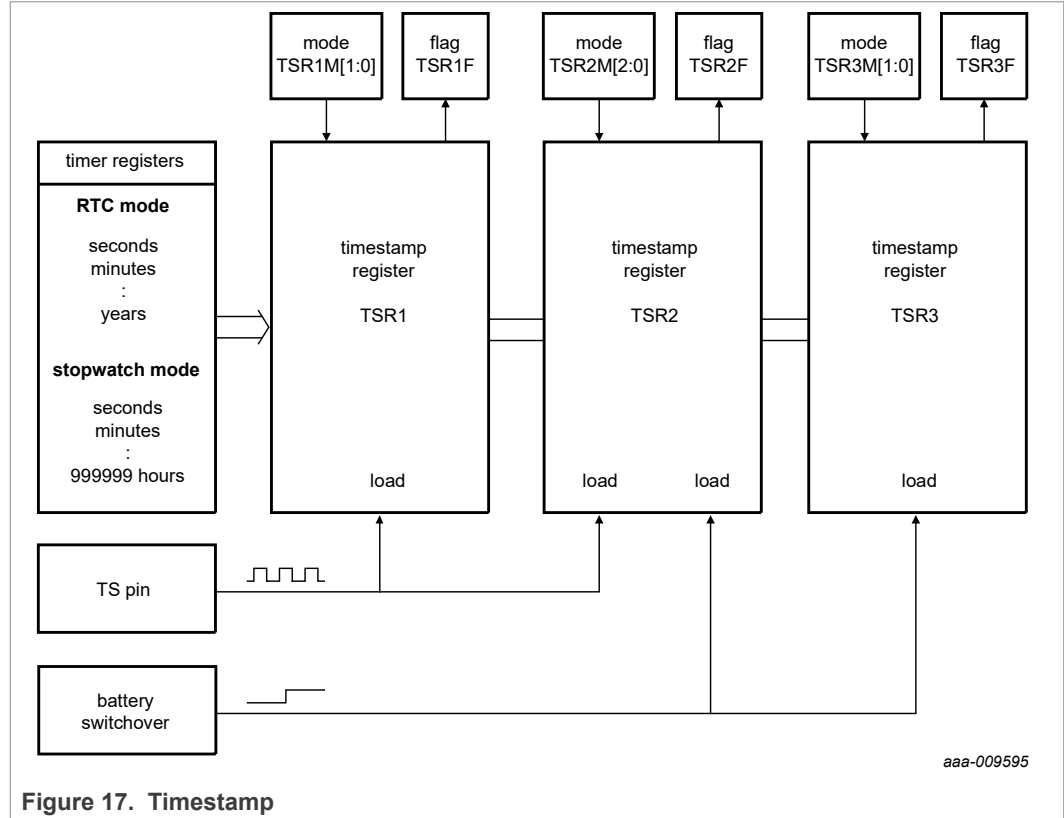 mode
TSR1M[1:0]
flag
TSR1F
mode
TSR2M[2:0]
flag
TSR2F
mode
TSR3M[1:0]
flag
TSR3F
timer registers
RTC mode
seconds
minutes
:
years
stopwatch mode
seconds
minutes
:
999999 hours
timestamp
register
TSR1
load
timestamp
register
TSR2
load
load
timestamp
register
TSR3
load
TS pin
battery
switchover
aaa-009595
Figure 17. Timestamp